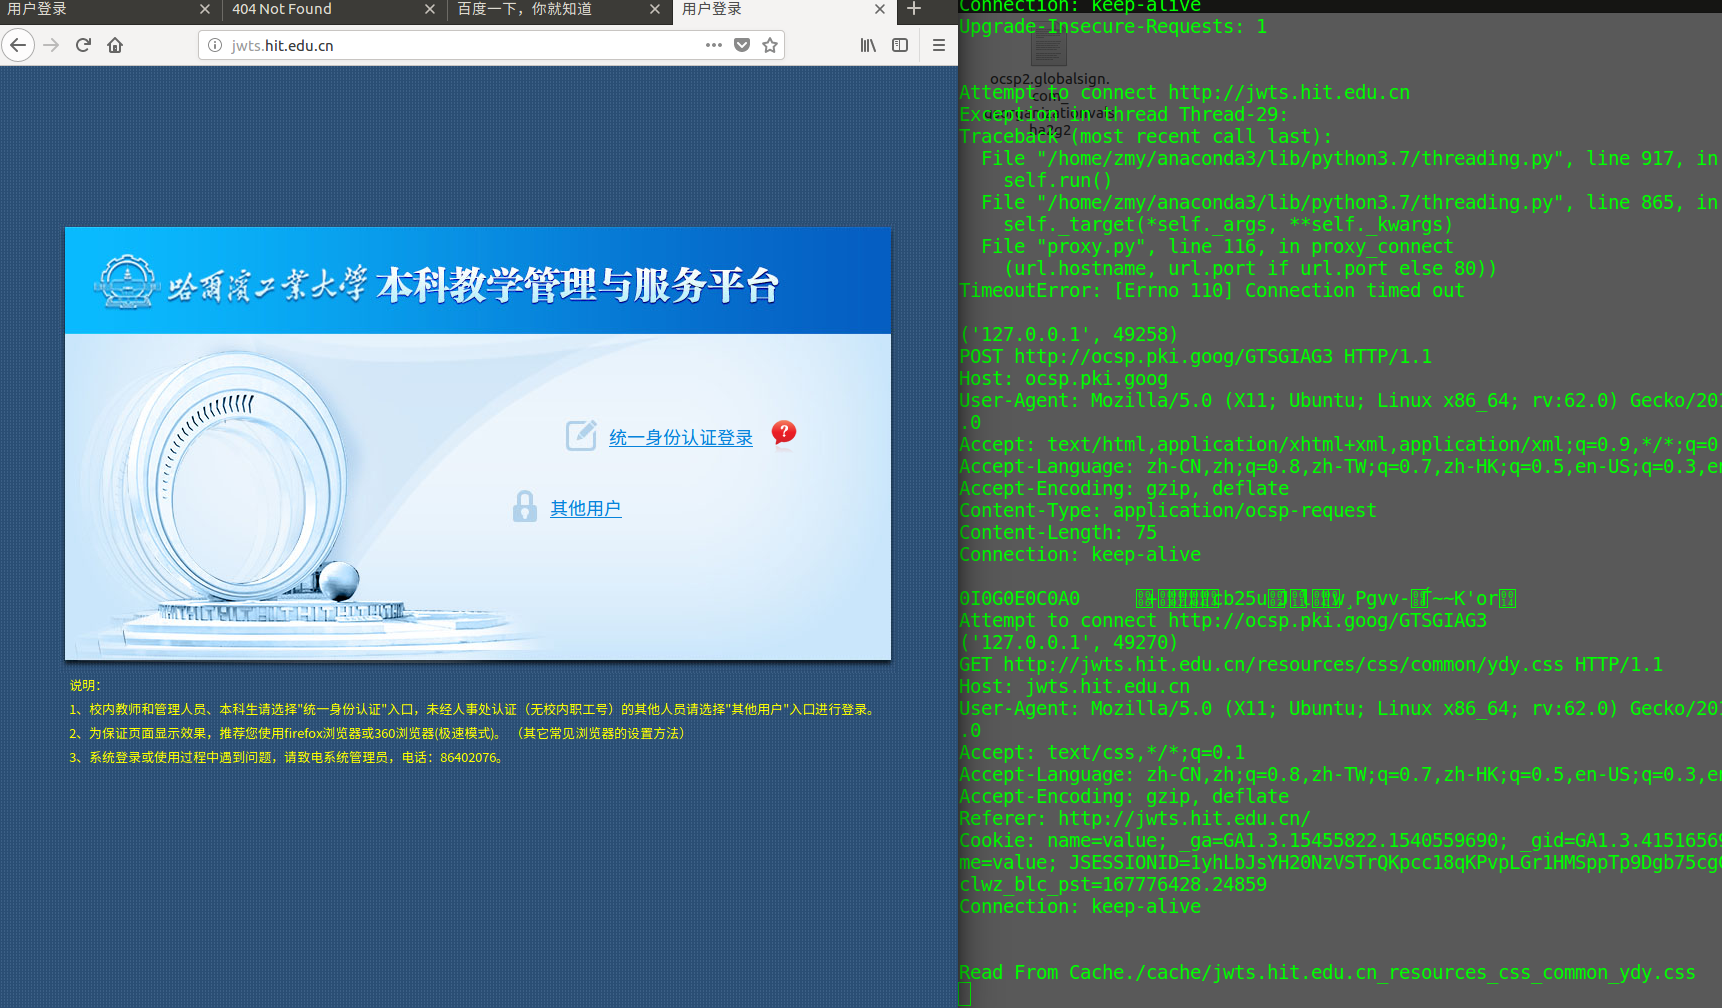 用户登录
404 Not Found
百度一下，你就知道
用户登录
jwts.hit.edu.cn
哈尔滨工业大学 本科教学管理与服务平台
统一身份认证登录
?
其他用户
说明：
1、校内教师和管理人员、本科生请选择"统一身份认证"入口，未经人事处认证（无校内职工号）的其他人员请选择"其他用户"入口进行登录。
2、为保证页面显示效果，推荐您使用firefox浏览器或360浏览器(极速模式)。 （其它常见浏览器的设置方法）
3、系统登录或使用过程中遇到问题，请致电系统管理员，电话：86402076。
Connection: keep-alive
Upgrade-Insecure-Requests: 1
ocsp2.globalsign.
com_
Attempt to connect http://jwts.hit.edu.cn
Exception in thread Thread-29:
Traceback (most recent call last):
File "/home/zmy/anaconda3/lib/python3.7/threading.py", line 917, in
self.run()
File "/home/zmy/anaconda3/lib/python3.7/threading.py", line 865, in
self._target(*self._args, **self._kwargs)
File "proxy.py", line 116, in proxy_connect
(url.hostname, url.port if url.port else 80))
TimeoutError: [Errno 110] Connection timed out
('127.0.0.1', 49258)
POST http://ocsp.pki.goog/GTSGIAG3 HTTP/1.1
Host: ocsp.pki.goog
User-Agent: Mozilla/5.0 (X11; Ubuntu; Linux x86_64; rv:62.0) Gecko/201
.0
Accept: text/html,application/xhtml+xml,application/xml;q=0.9,*/*;q=0
Accept-Language: zh-CN,zh;q=0.8,zh-TW;q=0.7,zh-HK;q=0.5,en-US;q=0.3,en
Accept-Encoding: gzip, deflate
Content-Type: application/ocsp-request
Content-Length: 75
Connection: keep-alive
0I0G0E0C0A0
Attempt to connect http://ocsp.pki.goog/GTSGIAG3
('127.0.0.1', 49270)
GET http://jwts.hit.edu.cn/resources/css/common/ydy.css HTTP/1.1
Host: jwts.hit.edu.cn
User-Agent: Mozilla/5.0 (X11; Ubuntu; Linux x86_64; rv:62.0) Gecko/201
.0
Accept: text/css,*/*;q=0.1
Accept-Language: zh-CN,zh;q=0.8,zh-TW;q=0.7,zh-HK;q=0.5,en-US;q=0.3,en
Accept-Encoding: gzip, deflate
Referer: http://jwts.hit.edu.cn/
Cookie: name=value; _ga=GA1.3.15455822.1540559690; _gid=GA1.3.41516569
me=value; JSESSIONID=1yhLbJsYH20NzVSTrQKpcc18qKPvpLGr1HMSppTp9Dgb75cg
clwz_blc_pst=167776428.24859
Connection: keep-alive
Read From Cache./cache/jwts.hit.edu.cn_resources_css_common_ydy.css